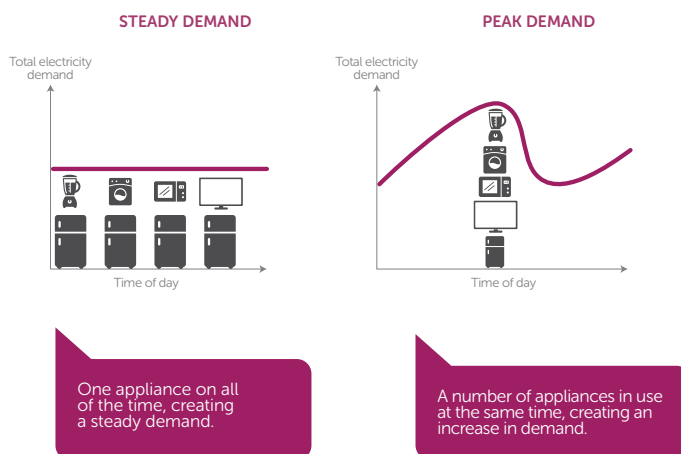 STEADY DEMAND
Total electricity
demand
Time of day
One appliance on all
of the time, creating
a steady demand.
PEAK DEMAND
Total electricity
demand
Time of day
A number of appliances in use
at the same time, creating an
increase in demand.